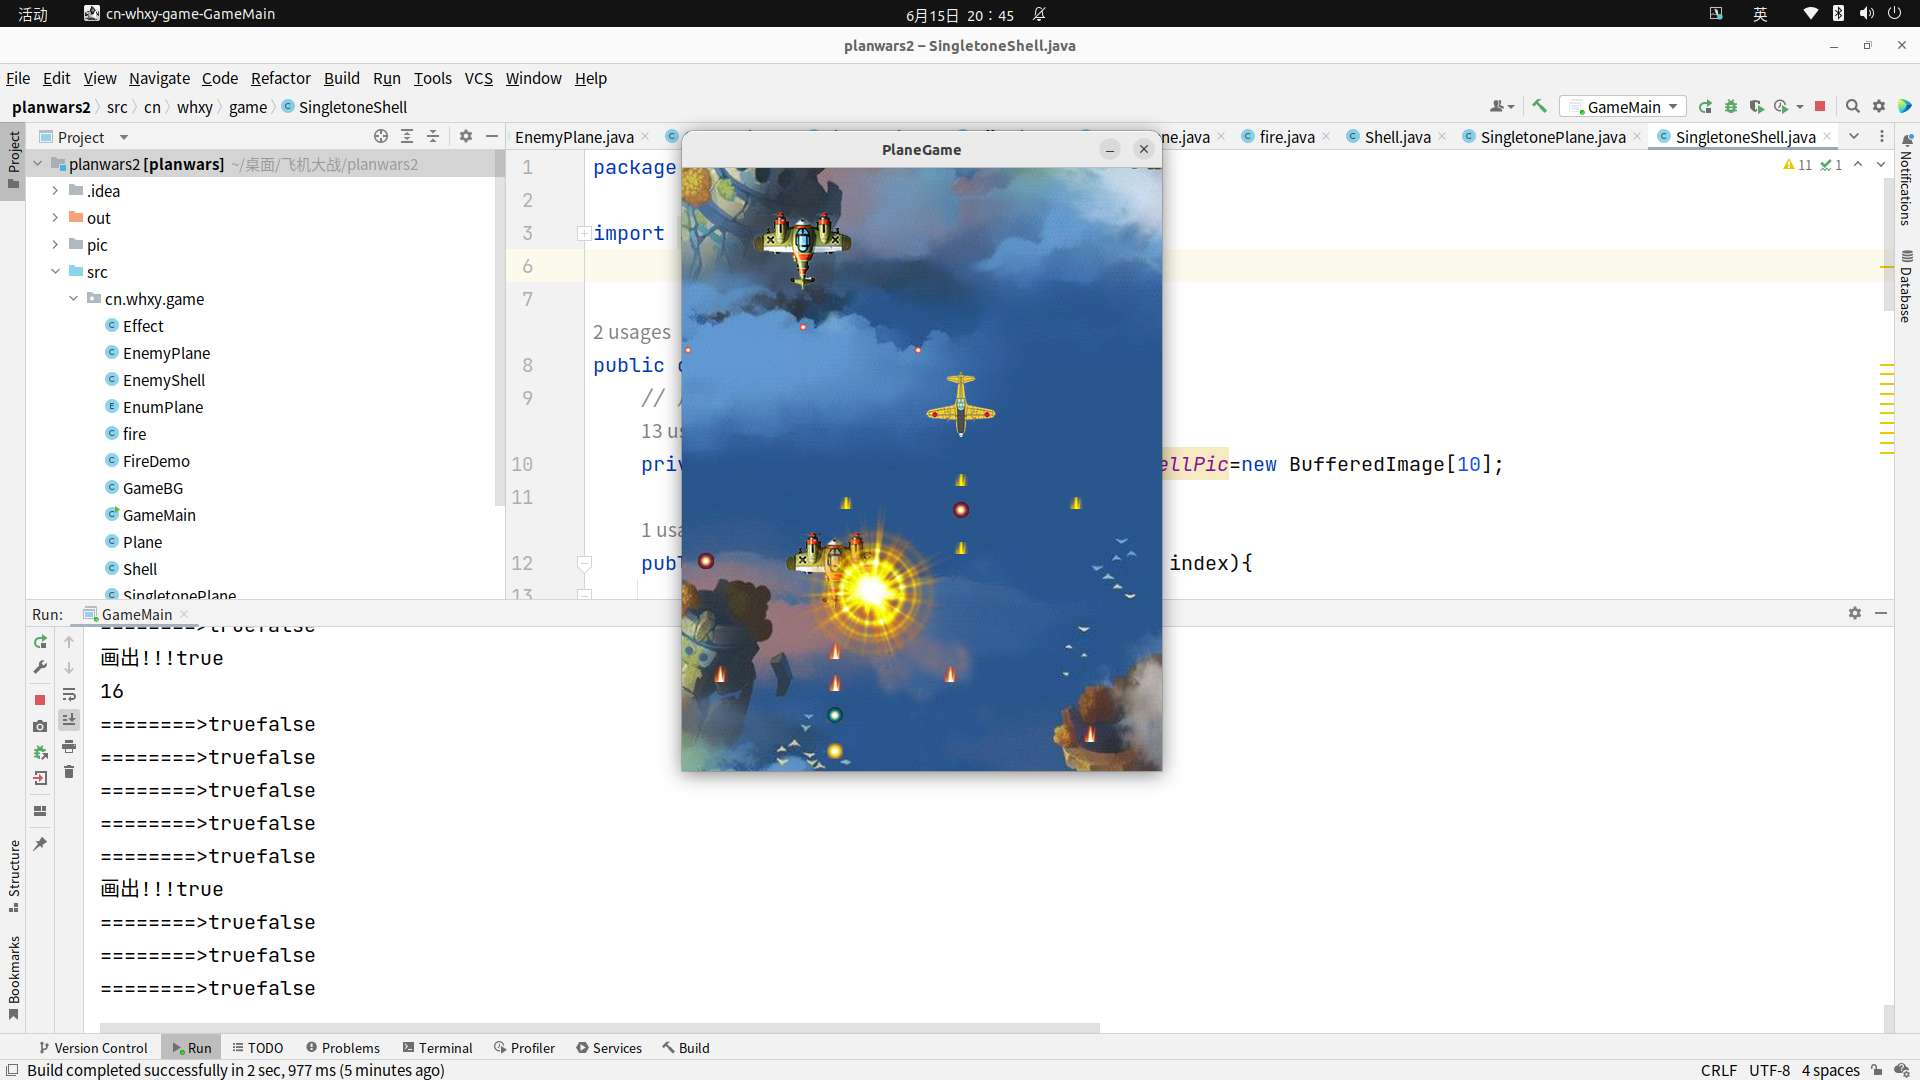 活动 cn-whxy-game-GameMain 6月15日 20：45 英
planwars2 – SingletoneShell.java
File Edit View Navigate Code Refactor Build Run Tools VCS Window Help
planwars2 src cn whxy game SingletoneShell GameMain
Project
Project
EnemyPlane.java
ne.java
fire.java
Shell.java
SingletonePlane.java
SingletoneShell.java
planwars2 [planwars] ~/桌面/飞机大战/planwars2
.idea
out
pic
src
cn.whxy.game
Effect
EnemyPlane
EnemyShell
EnumPlane
fire
FireDemo
GameBG
GameMain
Plane
Shell
SingletonePlane
1 package
2
3 import
6
7
2 usages
8 public
9 //
13 us
10 priv
ellPic=new BufferedImage[10];
11
1 usa
12 publ
index){
13
11 1
PlaneGame
Notifications
Database
Run: GameMain
========>truefalse
画出!!!true
16
========>truefalse
========>truefalse
========>truefalse
========>truefalse
========>truefalse
画出!!!true
========>truefalse
========>truefalse
========>truefalse
Structure
Bookmarks
Version Control Run TODO Problems Terminal Profiler Services Build
Build completed successfully in 2 sec, 977 ms (5 minutes ago) CRLF UTF-8 4 spaces